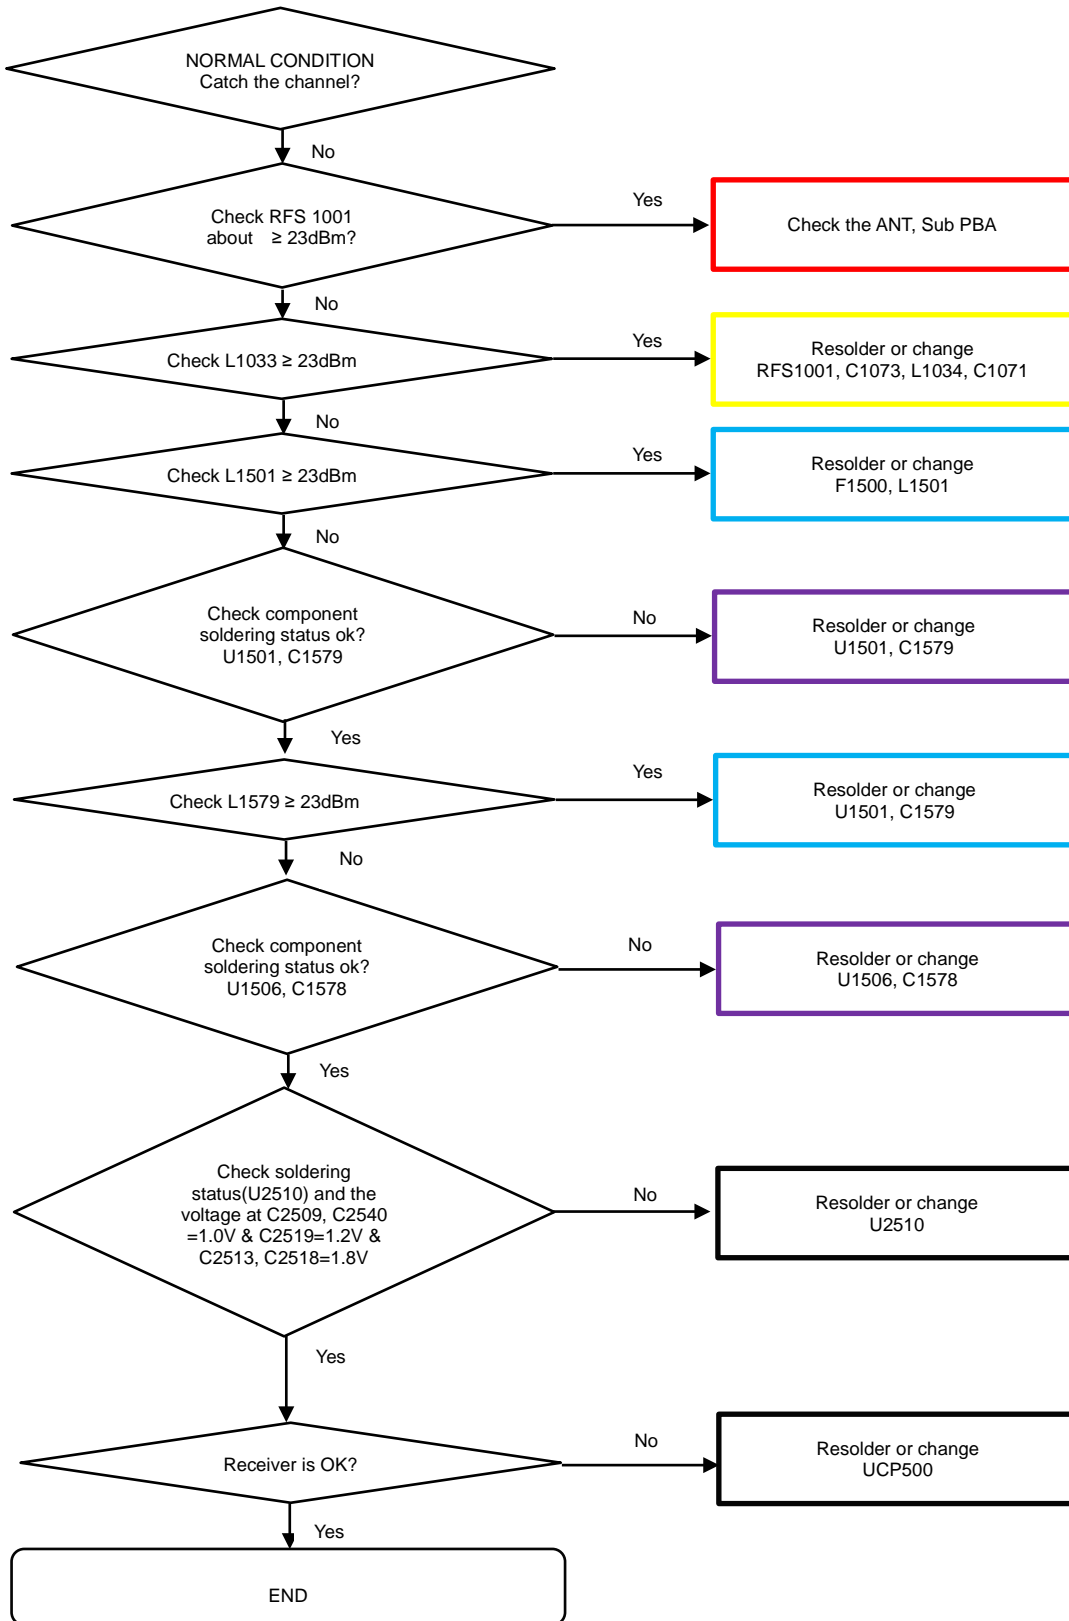 NORMAL CONDITION
Catch the channel?
No
Check RFS 1001
about ≥ 23dBm?
Yes
Check the ANT, Sub PBA
No
Check L1033 ≥ 23dBm
Yes
Resolder or change
RFS1001, C1073, L1034, C1071
No
Check L1501 ≥ 23dBm
Yes
Resolder or change
F1500, L1501
No
Check component
soldering status ok?
U1501, C1579
No
Resolder or change
U1501, C1579
Yes
Check L1579 ≥ 23dBm
Yes
Resolder or change
U1501, C1579
No
Check component
soldering status ok?
U1506, C1578
No
Resolder or change
U1506, C1578
Yes
Check soldering
status(U2510) and the
voltage at C2509, C2540
=1.0V & C2519=1.2V &
C2513, C2518=1.8V
No
Resolder or change
U2510
Yes
Receiver is OK?
No
Resolder or change
UCP500
Yes
END